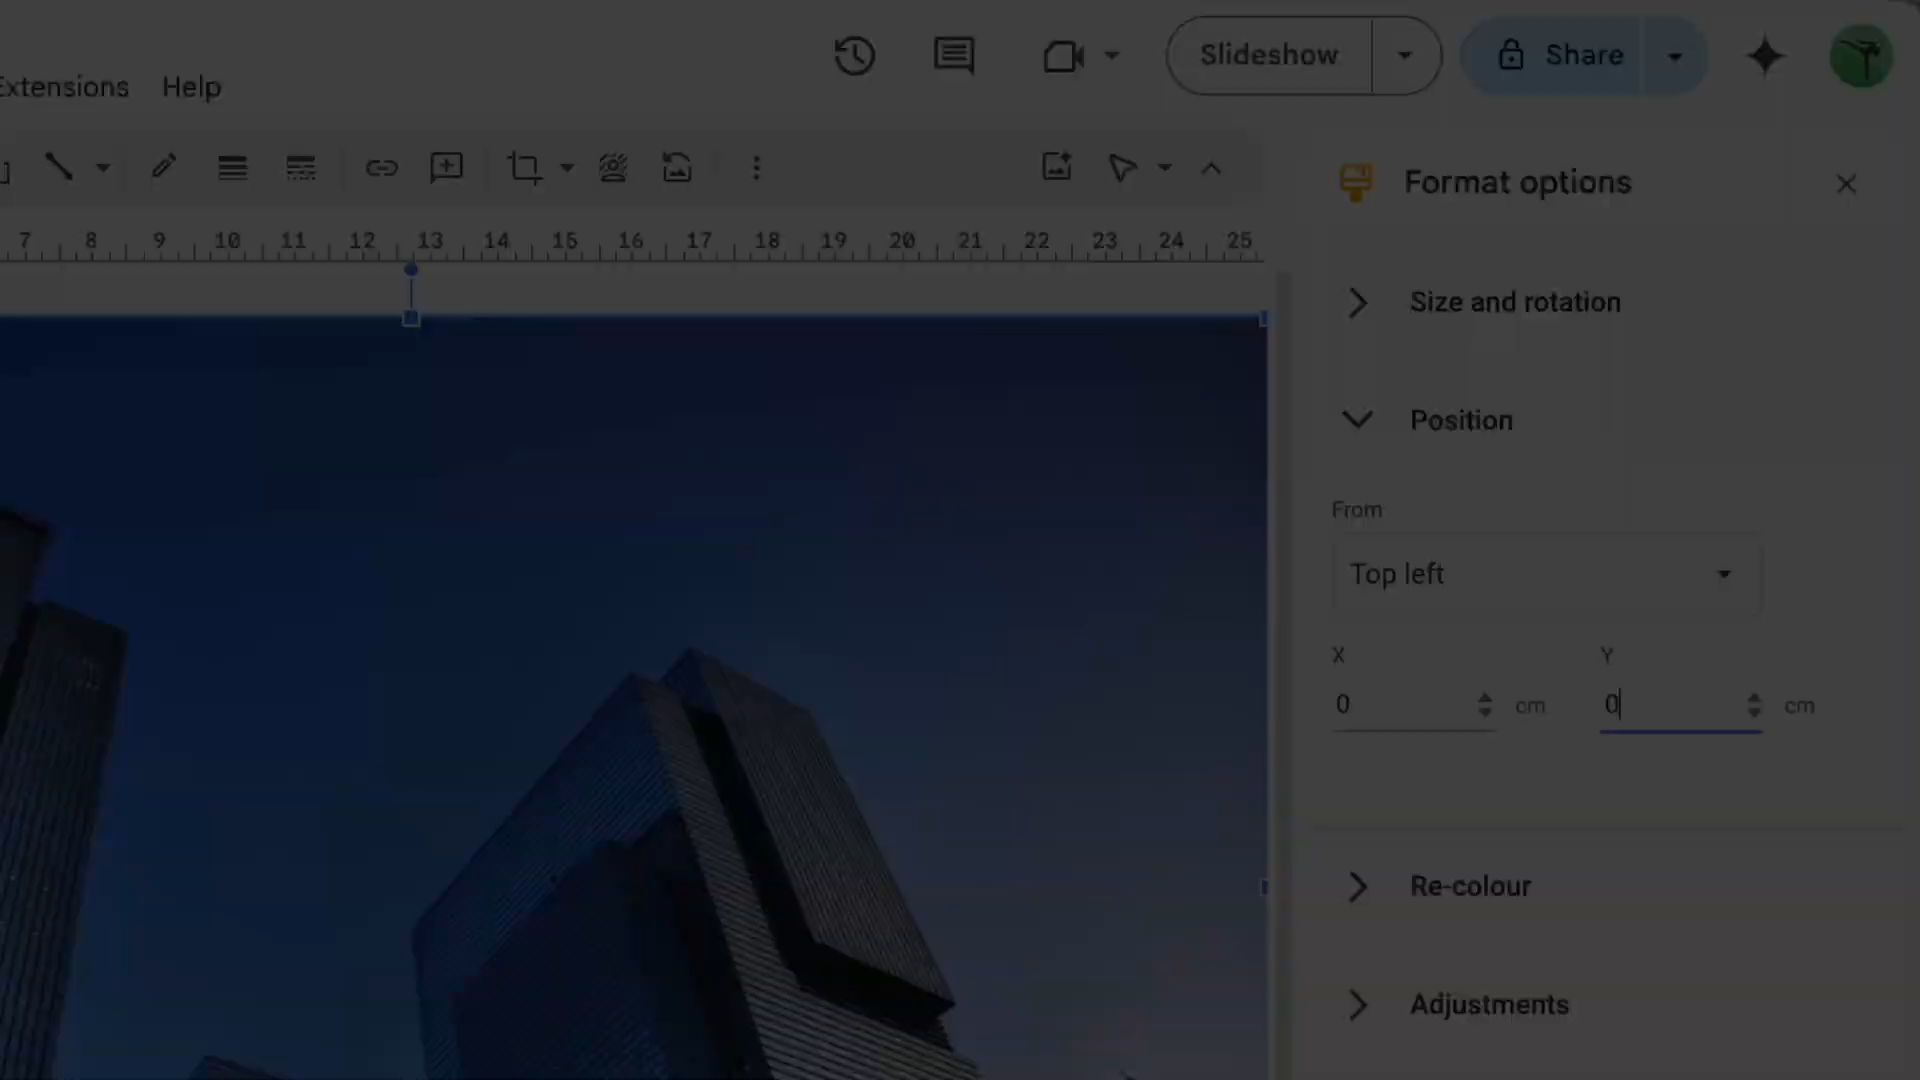 Slideshow
Share
Extensions Help
Format options
7 8 9 10 11 12 13 14 15 16 17 18 19 20 21 22 23 24 25
Size and rotation
Position
From
Top left
X Y
0 cm 0 cm
Re-colour
Adjustments